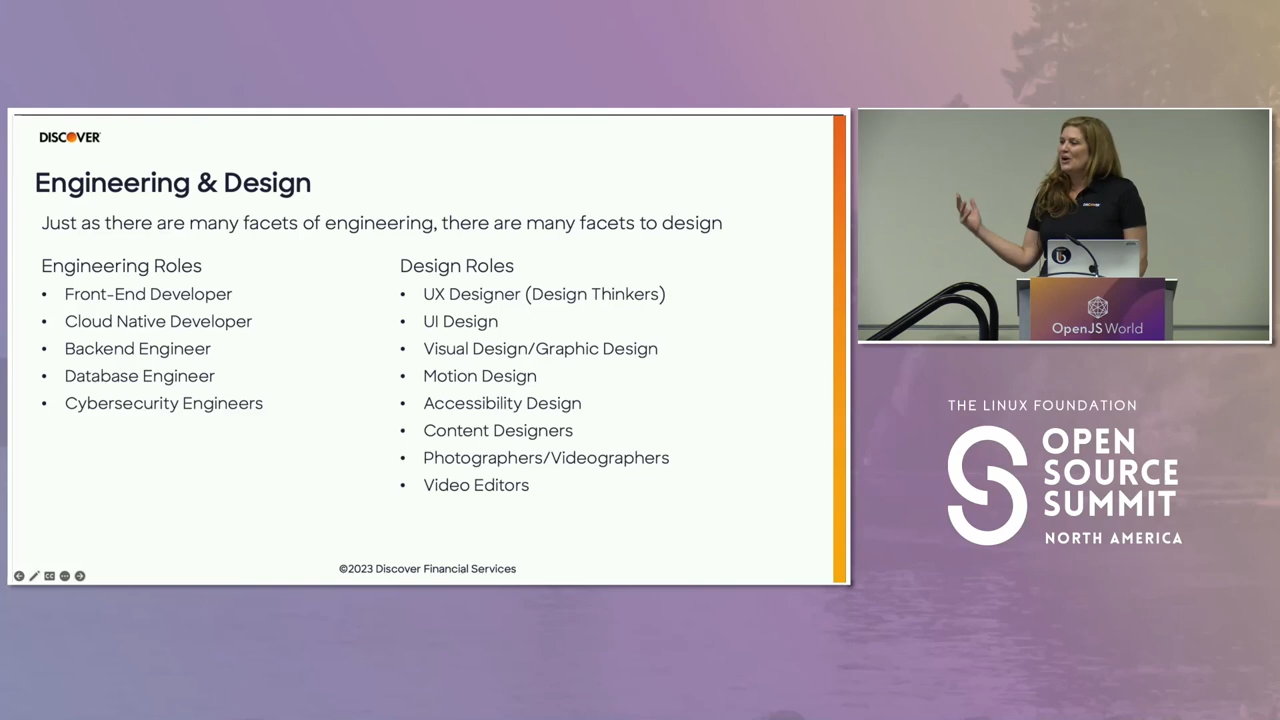 DISCOVER
Engineering & Design
Just as there are many facets of engineering, there are many facets to design
Engineering Roles
• Front-End Developer
• Cloud Native Developer
• Backend Engineer
• Database Engineer
• Cybersecurity Engineers
Design Roles
• UX Designer (Design Thinkers)
• UI Design
• Visual Design/Graphic Design
• Motion Design
• Accessibility Design
• Content Designers
• Photographers/Videographers
• Video Editors
©2023 Discover Financial Services
CC
DISCOVER
OpenJS World
THE LINUX FOUNDATION
OPEN
SOURCE
SUMMIT
NORTH AMERICA